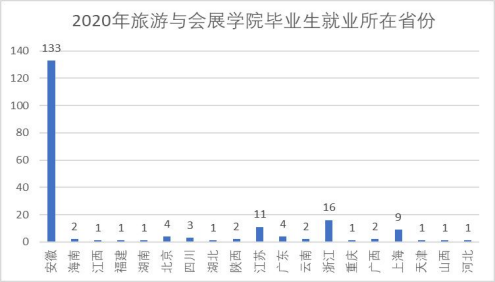 2020年旅游与会展学院毕业生就业所在省份
140
120
100
80
60
40
20
0
133
2
1
1
1
4
3
1
2
11
4
2
16
1
2
9
1
1
1
安徽
海南
江西
福建
湖南
北京
四川
湖北
陕西
江苏
广东
云南
浙江
重庆
广西
上海
天津
山西
河北